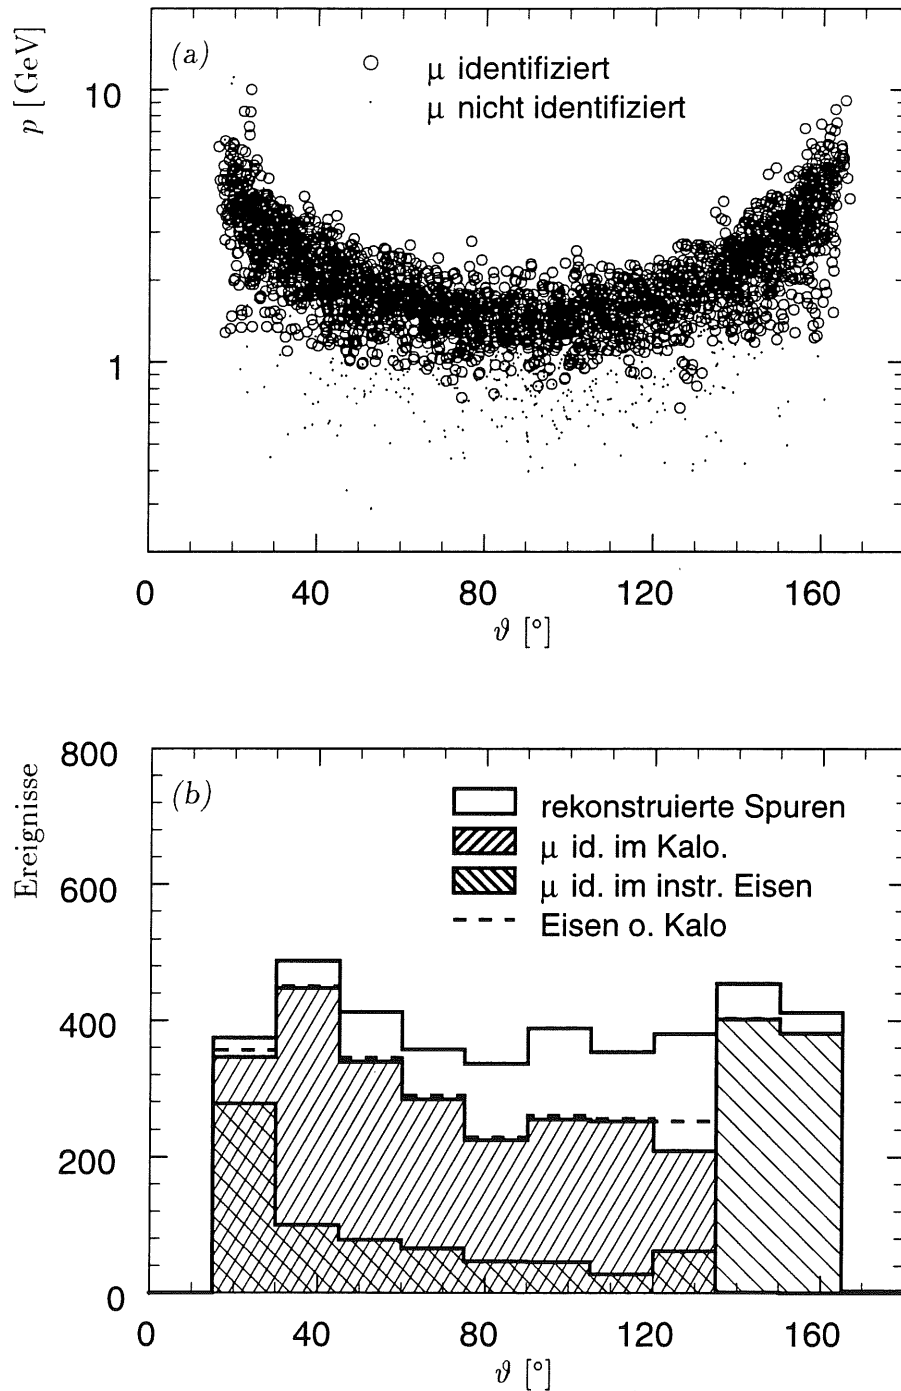 (a)
μ identifiziert
μ nicht identifiziert
p [GeV]
10
1
0 40 80 120 160
ϑ [°]
(b)
rekonstruierte Spuren
μ id. im Kalo.
μ id. im instr. Eisen
Eisen o. Kalo
Ereignisse
800
600
400
200
0
0 40 80 120 160
ϑ [°]